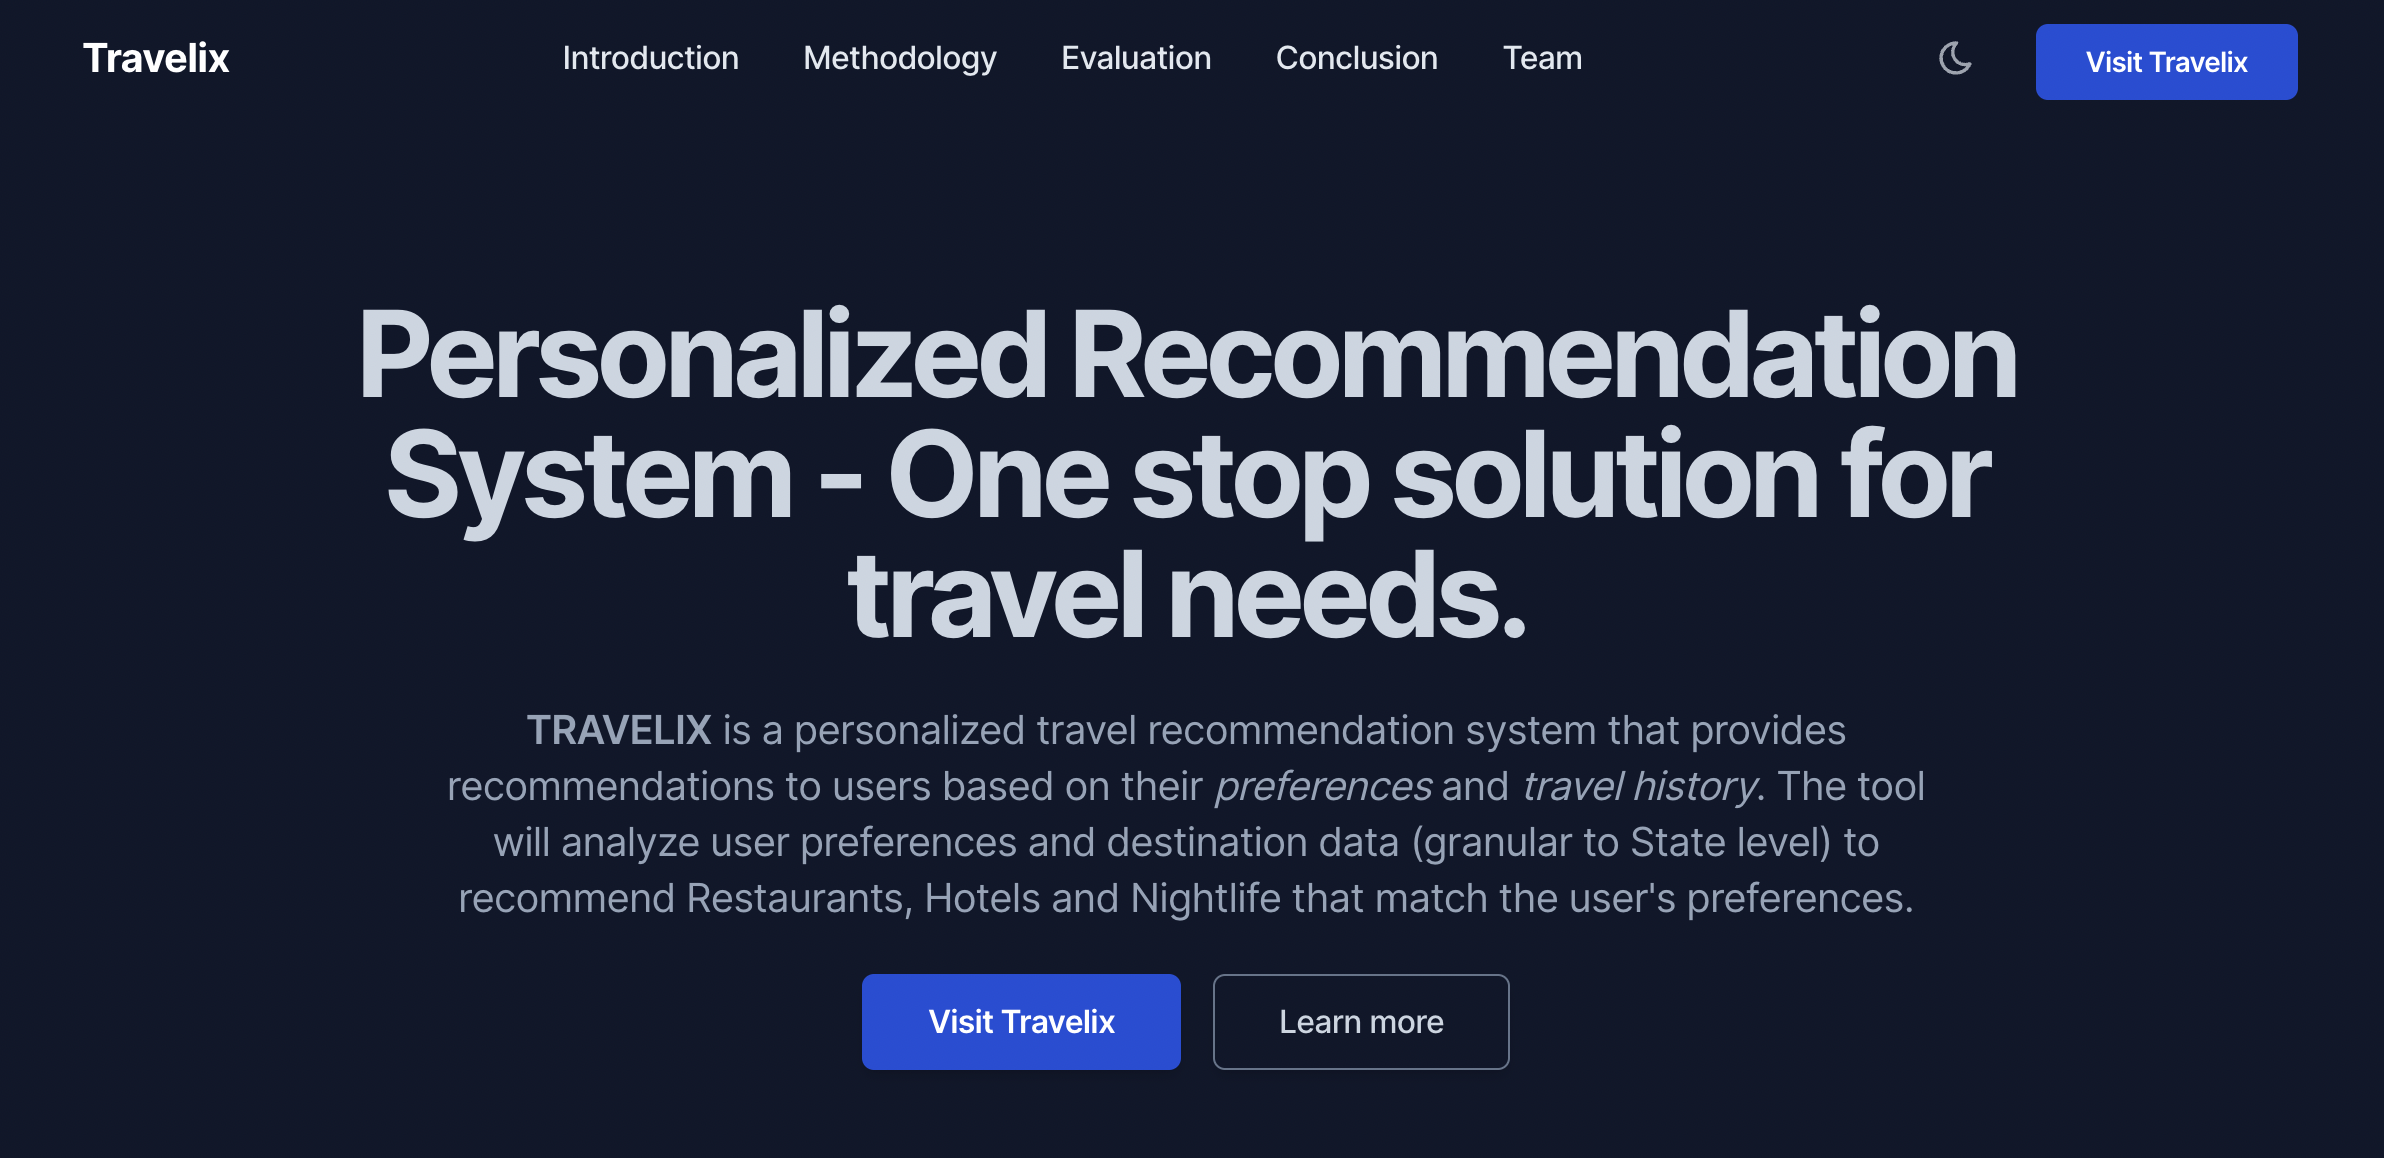 Travelix
Introduction
Methodology
Evaluation
Conclusion
Team
Visit Travelix
Personalized Recommendation
System - One stop solution for
travel needs.
TRAVELIX is a personalized travel recommendation system that provides
recommendations to users based on their preferences and travel history. The tool
will analyze user preferences and destination data (granular to State level) to
recommend Restaurants, Hotels and Nightlife that match the user's preferences.
Visit Travelix
Learn more